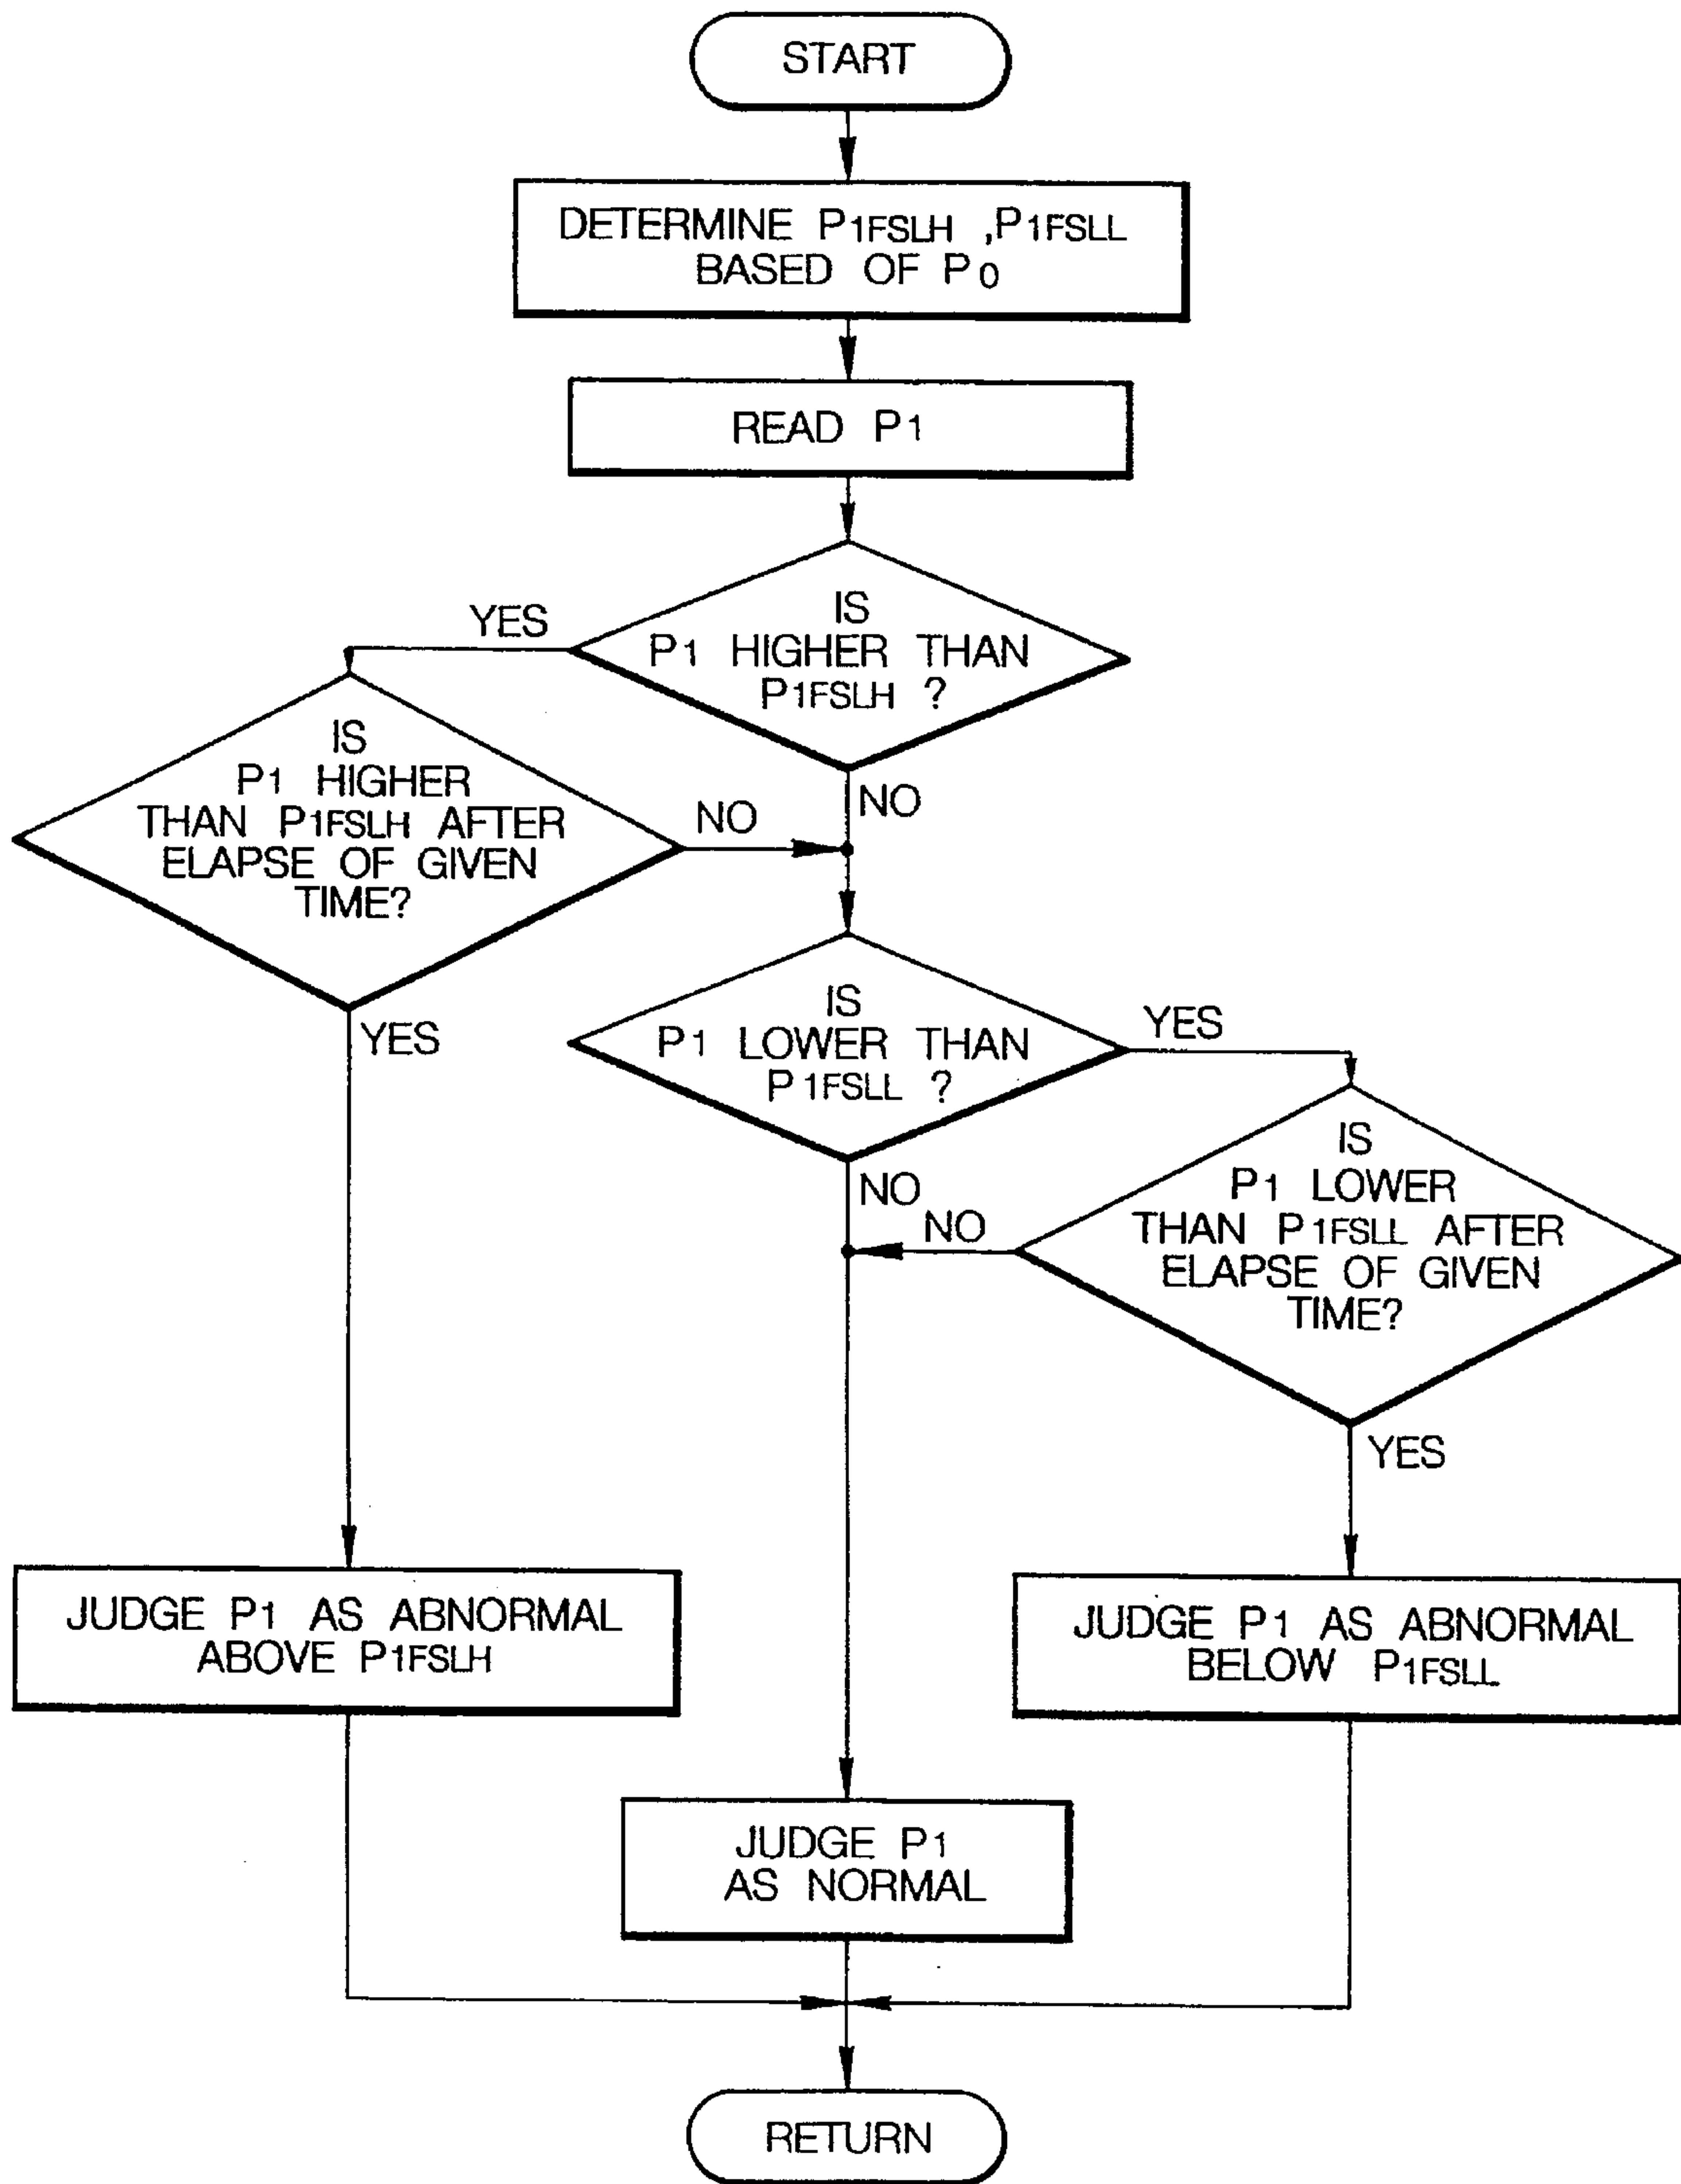 START
DETERMINE P1FSLH ,P1FSLL
BASED OF P0
READ P1
IS
P1 HIGHER THAN
P1FSLH ?
YES
NO
IS
P1 HIGHER
THAN P1FSLH AFTER
ELAPSE OF GIVEN
TIME?
NO
YES
IS
P1 LOWER THAN
P1FSLL ?
YES
NO
IS
P1 LOWER
THAN P1FSLL AFTER
ELAPSE OF GIVEN
TIME?
NO
YES
JUDGE P1 AS ABNORMAL
ABOVE P1FSLH
JUDGE P1 AS ABNORMAL
BELOW P1FSLL
JUDGE P1
AS NORMAL
RETURN